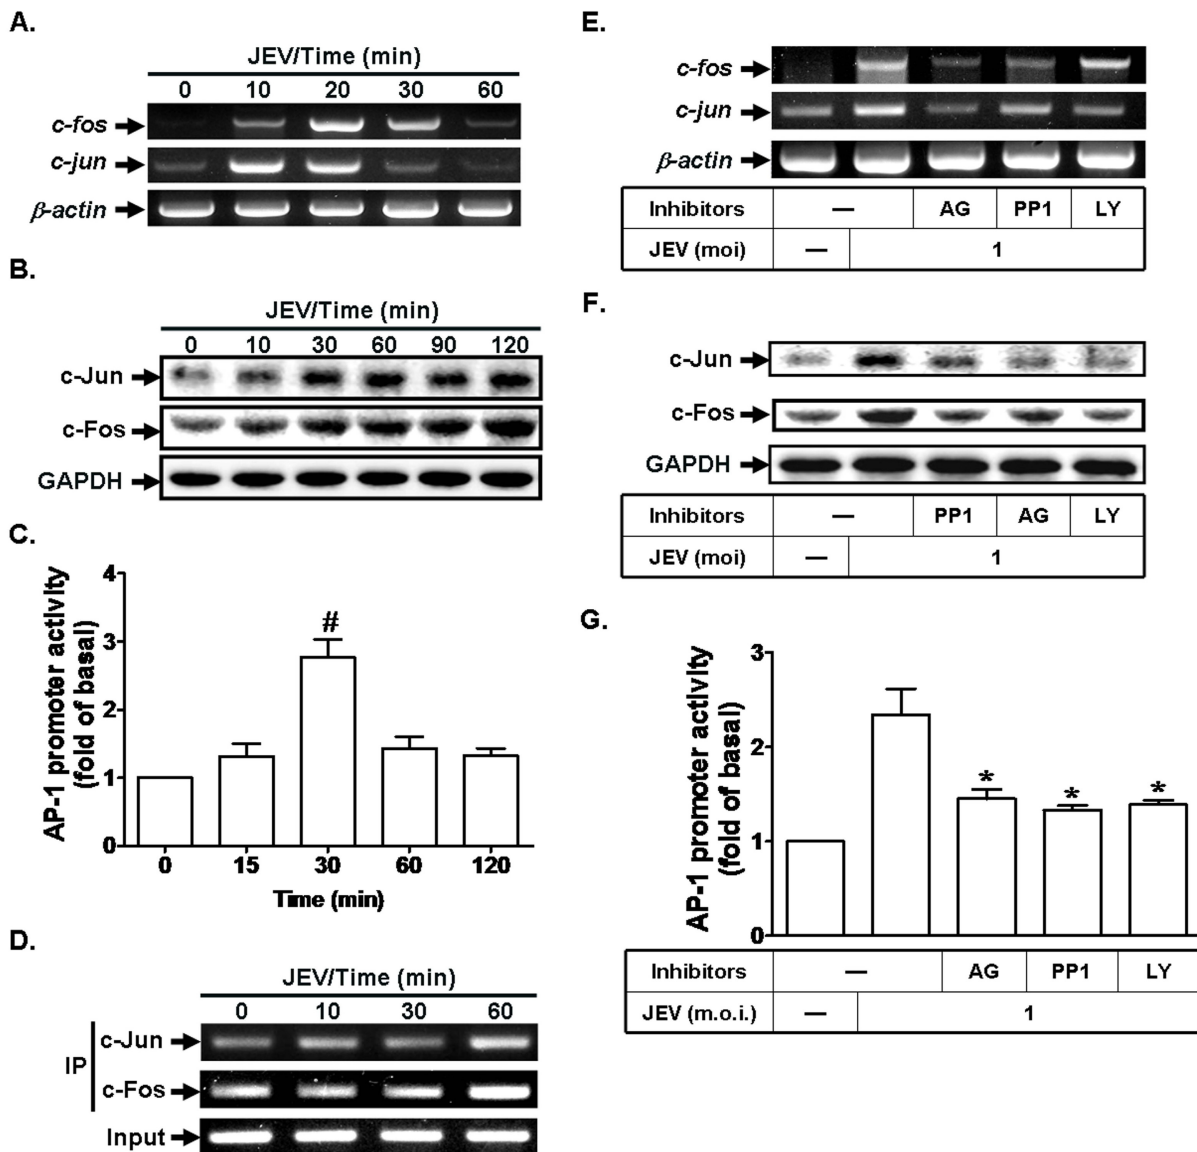 A.
JEV/Time (min)
0 10 20 30 60
c-fos
c-jun
β-actin
B.
JEV/Time (min)
0 10 30 60 90 120
c-Jun
c-Fos
GAPDH
C.
AP-1 promoter activity
(fold of basal)
4
3
2
1
0
#
0 15 30 60 120
Time (min)
D.
JEV/Time (min)
0 10 30 60
IP
c-Jun
c-Fos
Input
E.
c-fos
c-jun
β-actin
Inhibitors — AG PP1 LY
JEV (moi) — 1
F.
c-Jun
c-Fos
GAPDH
Inhibitors — PP1 AG LY
JEV (moi) — 1
G.
AP-1 promoter activity
(fold of basal)
3
2
1
0
* * *
Inhibitors — AG PP1 LY
JEV (m.o.i.) — 1